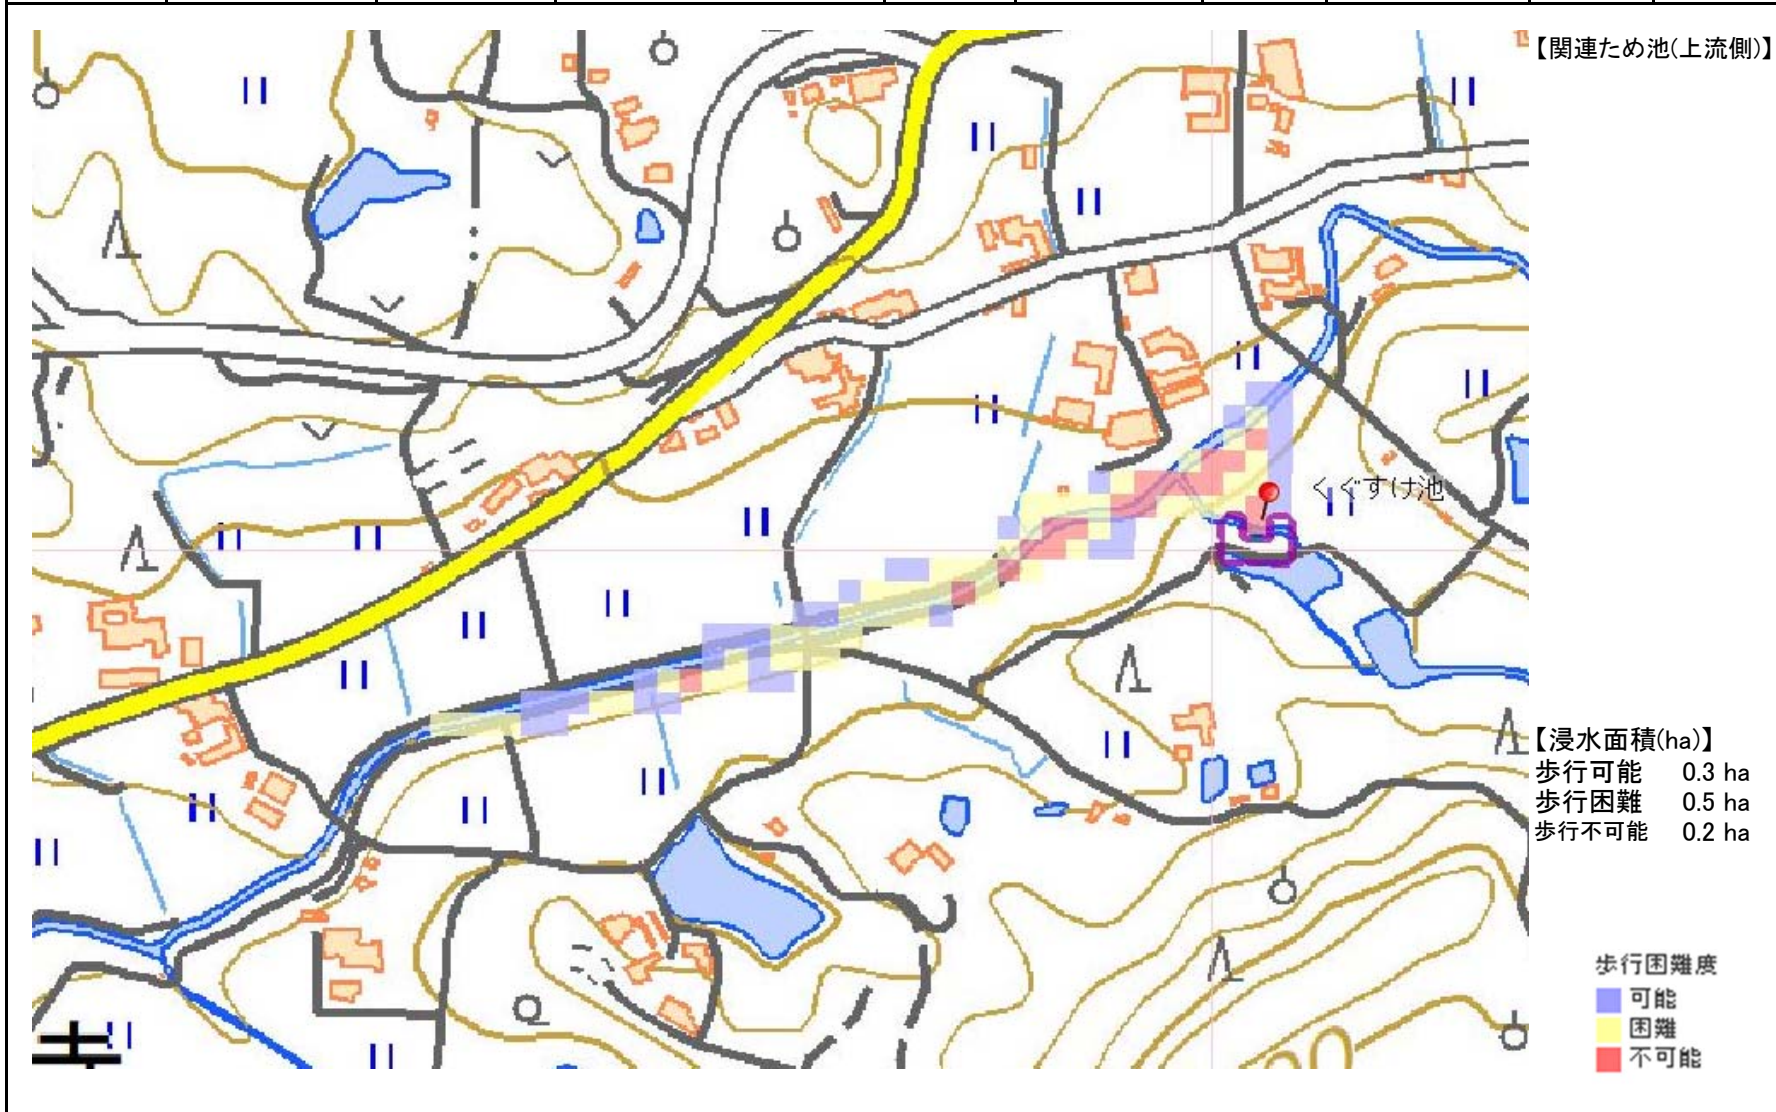 【関連ため池(上流側)】
くぐすけ池
【浸水面積(ha)】
歩行可能 0.3 ha
歩行困難 0.5 ha
歩行不可能 0.2 ha
歩行困難度
可能
困難
不可能